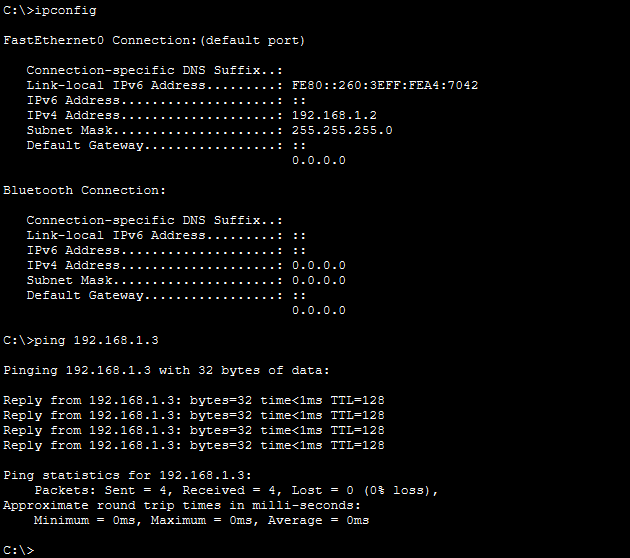 C:\>ipconfig
FastEthernet0 Connection:(default port)
Connection-specific DNS Suffix..:
Link-local IPv6 Address.........: FE80::260:3EFF:FEA4:7042
IPv6 Address....................: ::
IPv4 Address....................: 192.168.1.2
Subnet Mask.....................: 255.255.255.0
Default Gateway.................: ::
0.0.0.0
Bluetooth Connection:
Connection-specific DNS Suffix..:
Link-local IPv6 Address.........: ::
IPv6 Address....................: ::
IPv4 Address....................: 0.0.0.0
Subnet Mask.....................: 0.0.0.0
Default Gateway.................: ::
0.0.0.0
C:\>ping 192.168.1.3
Pinging 192.168.1.3 with 32 bytes of data:
Reply from 192.168.1.3: bytes=32 time<1ms TTL=128
Reply from 192.168.1.3: bytes=32 time<1ms TTL=128
Reply from 192.168.1.3: bytes=32 time<1ms TTL=128
Reply from 192.168.1.3: bytes=32 time<1ms TTL=128
Ping statistics for 192.168.1.3:
Packets: Sent = 4, Received = 4, Lost = 0 (0% loss),
Approximate round trip times in milli-seconds:
Minimum = 0ms, Maximum = 0ms, Average = 0ms
C:\>